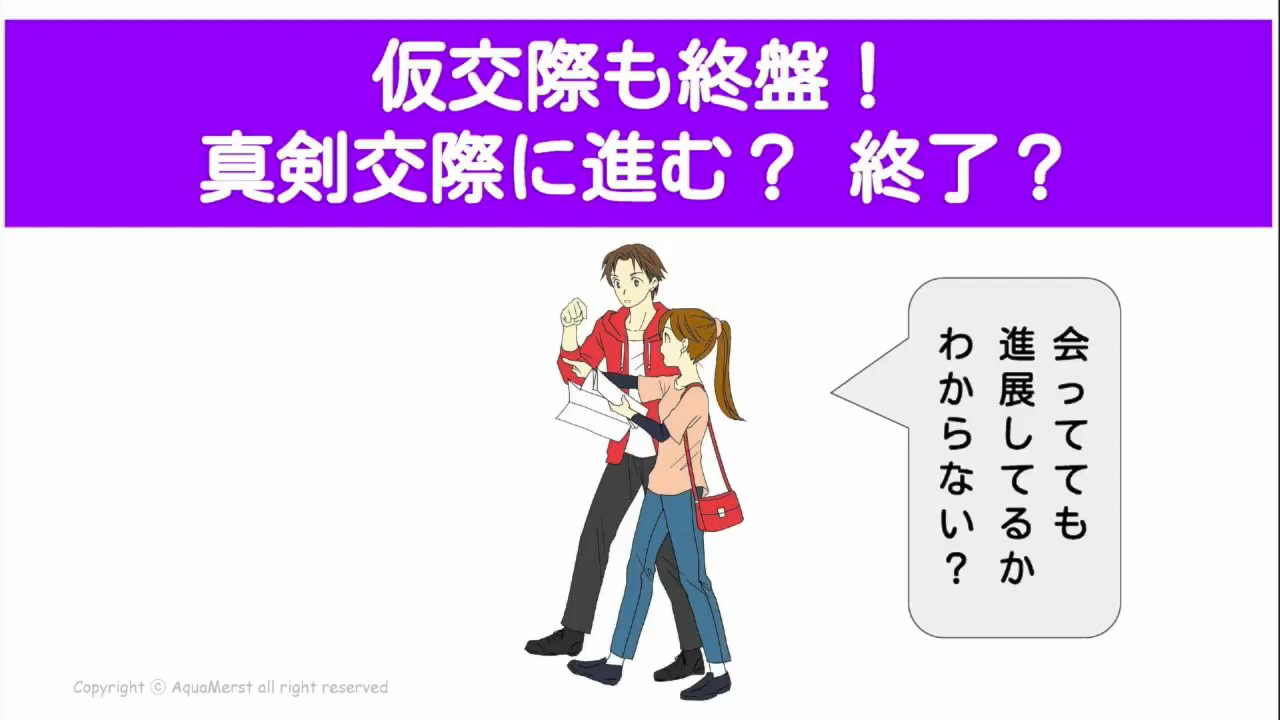 仮交際も終盤！
真剣交際に進む？ 終了？
会ってても
進展してるか
わからない？
Copyright ⓒ AquaMerst all right reserved